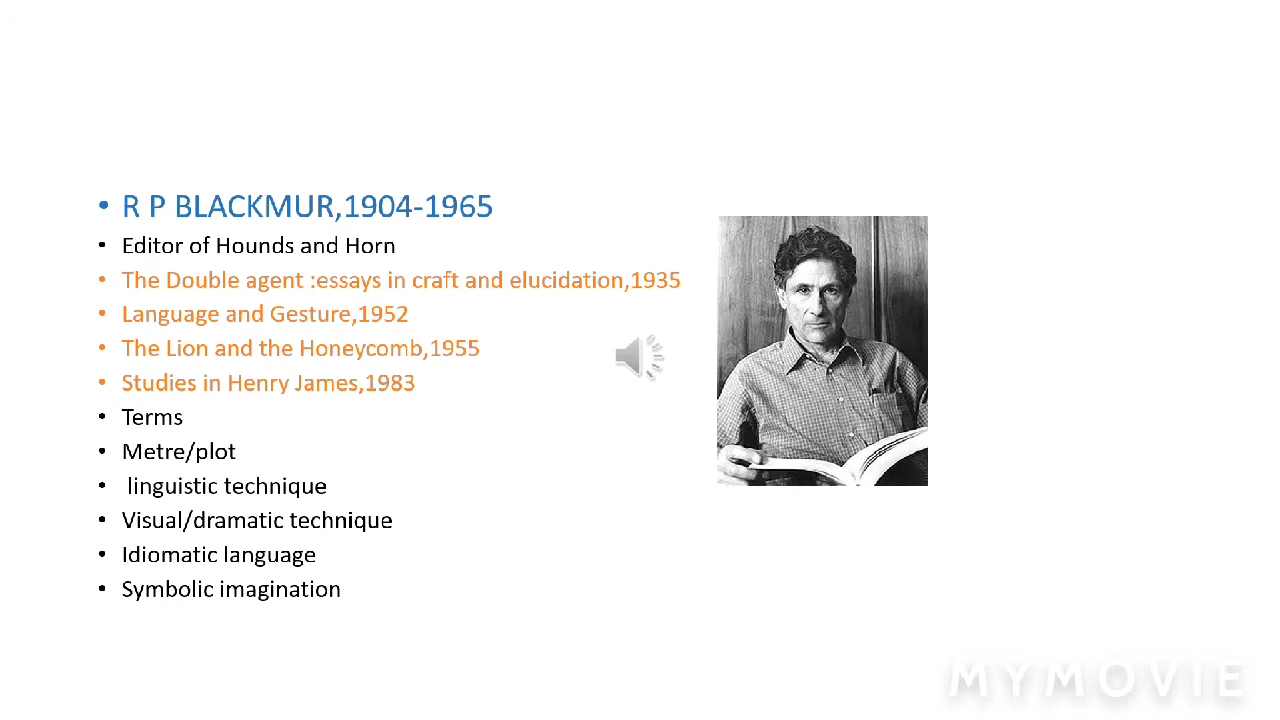 • R P BLACKMUR,1904-1965
• Editor of Hounds and Horn
• The Double agent :essays in craft and elucidation,1935
• Language and Gesture,1952
• The Lion and the Honeycomb,1955
• Studies in Henry James,1983
• Terms
• Metre/plot
• linguistic technique
• Visual/dramatic technique
• Idiomatic language
• Symbolic imagination
MYMOVIE